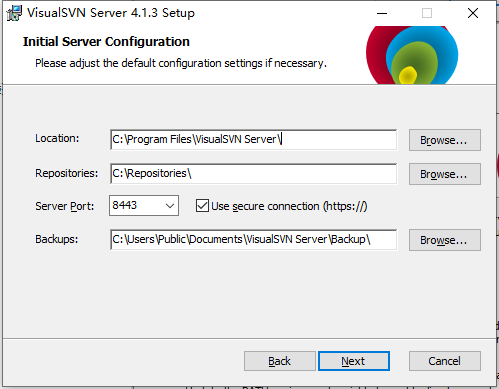 VisualSVN Server 4.1.3 Setup
Initial Server Configuration
Please adjust the default configuration settings if necessary.
Location: C:\Program Files\VisualSVN Server\ Browse...
Repositories: C:\Repositories\ Browse...
Server Port: 8443 Use secure connection (https://)
Backups: C:\Users\Public\Documents\VisualSVN Server\Backup\ Browse...
Back Next Cancel